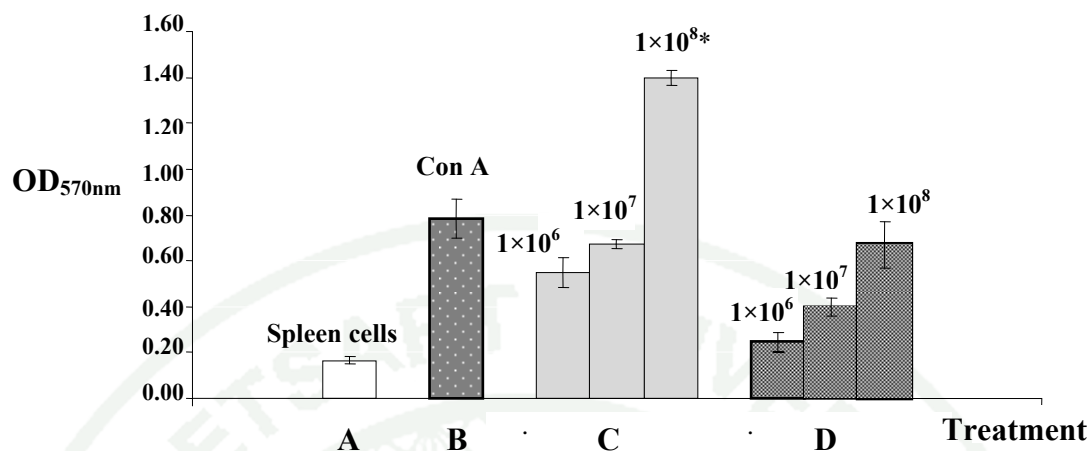 1.60
1.40
1.20
1.00
0.80
0.60
0.40
0.20
0.00
OD570nm
Spleen cells
Con A
1×10⁶
1×10⁷
1×10⁸*
1×10⁶
1×10⁷
1×10⁸
A
B
C
D
Treatment